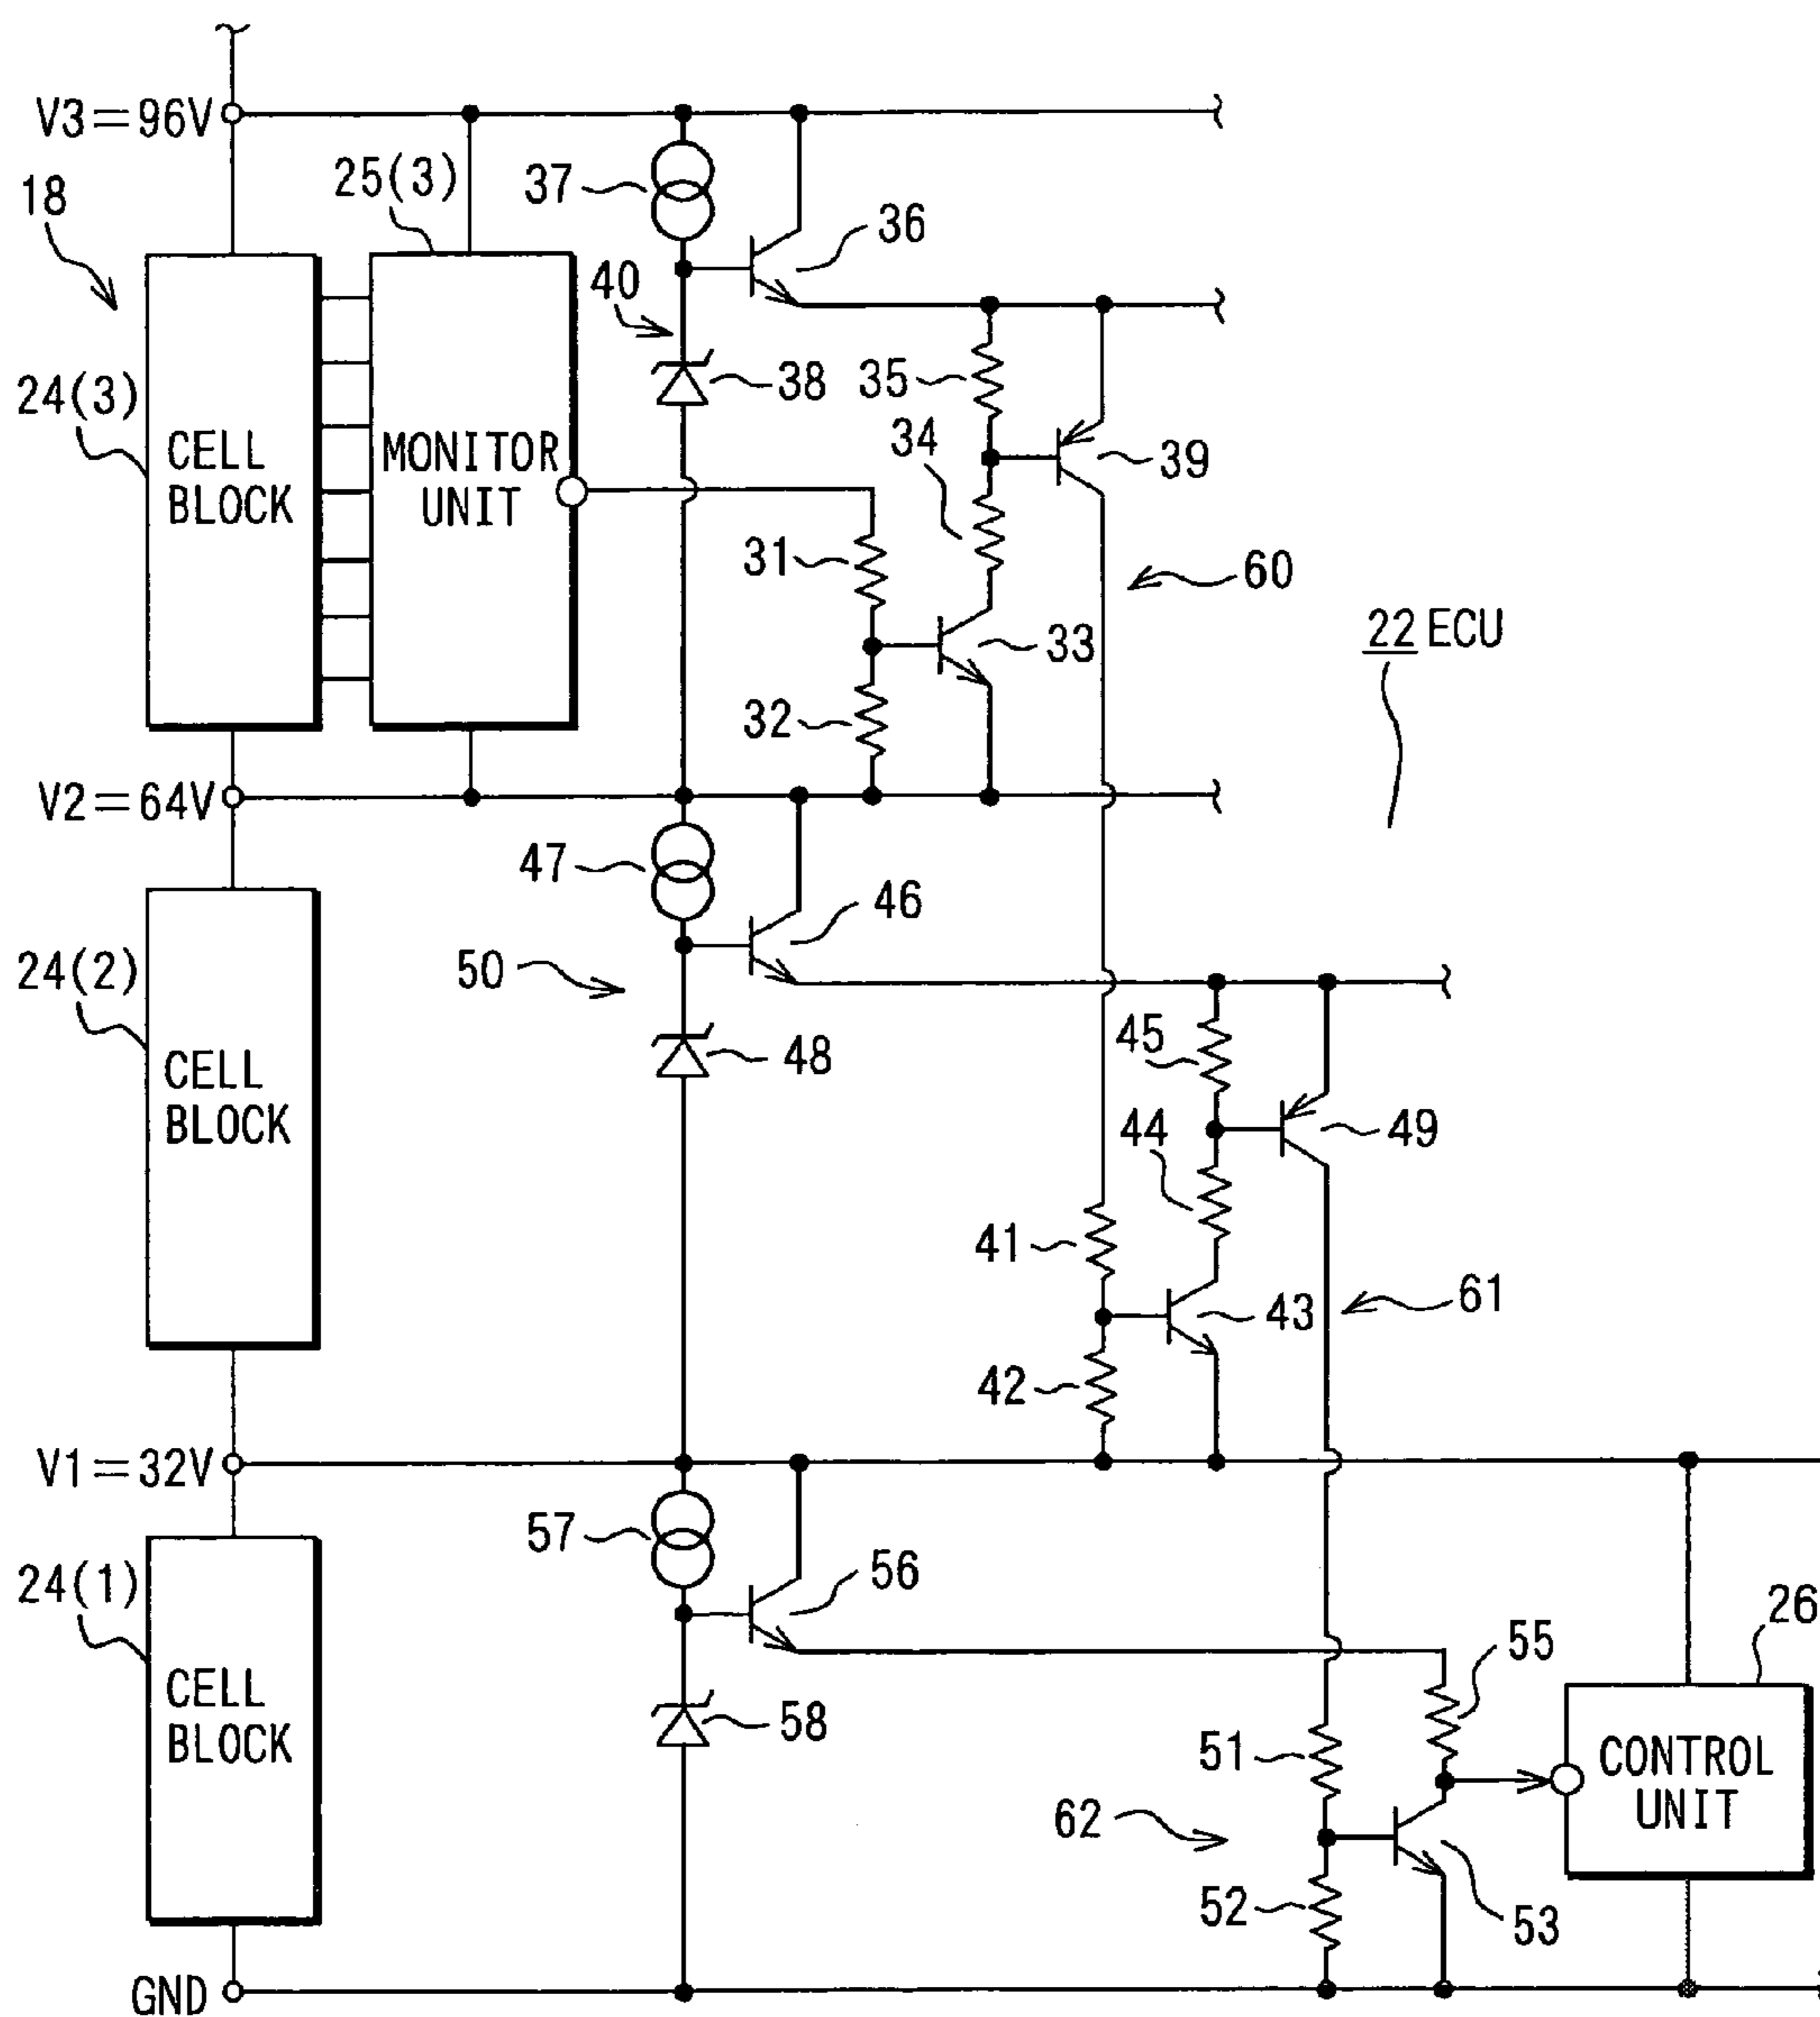 V3=96V
25(3)
37
18
36
40
24(3)
38
35
34
39
CELL
BLOCK
MONITOR
UNIT
31
60
33
22 ECU
32
V2=64V
47
46
24(2)
50
45
48
CELL
BLOCK
44
49
41
43
61
42
V1=32V
57
56
24(1)
26
55
CELL
BLOCK
58
51
CONTROL
UNIT
62
52
53
GND